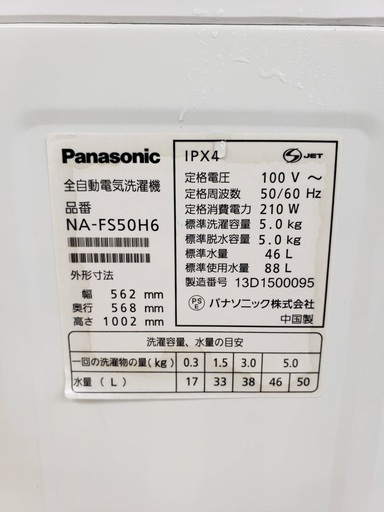 Panasonic
全自動電気洗濯機
品番
NA-FS50H6
外形寸法
幅 562 mm
奥行 568 mm
高さ 1002 mm
IPX4 S JET
定格電圧 100 V ～
定格周波数 50/60 Hz
定格消費電力 210 W
標準洗濯容量 5.0 kg
標準脱水容量 5.0 kg
標準水量 46 L
標準使用水量 88 L
製造番号 13D1500095
PS E パナソニック株式会社
中国製
洗濯容量、水量の目安
一回の洗濯物の量(kg) 0.3 1.5 3.0 5.0
水量 (L) 17 33 38 46 50